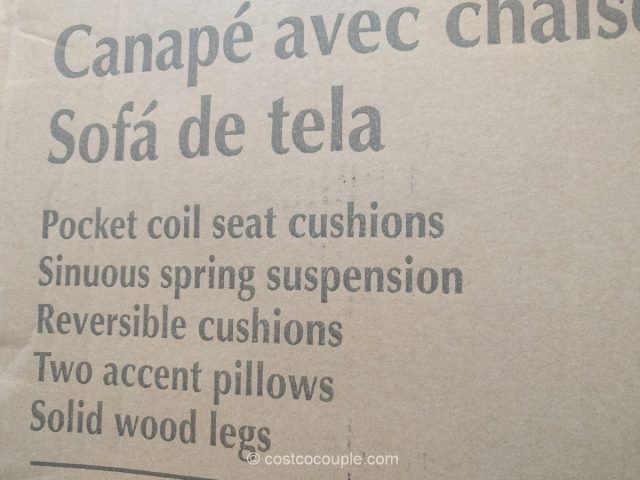 Canapé avec
Sofá de tela
Pocket coil seat cushions
Sinuous spring suspension
Reversible cushions
Two accent pillows
Solid wood legs
© costcocouple.com